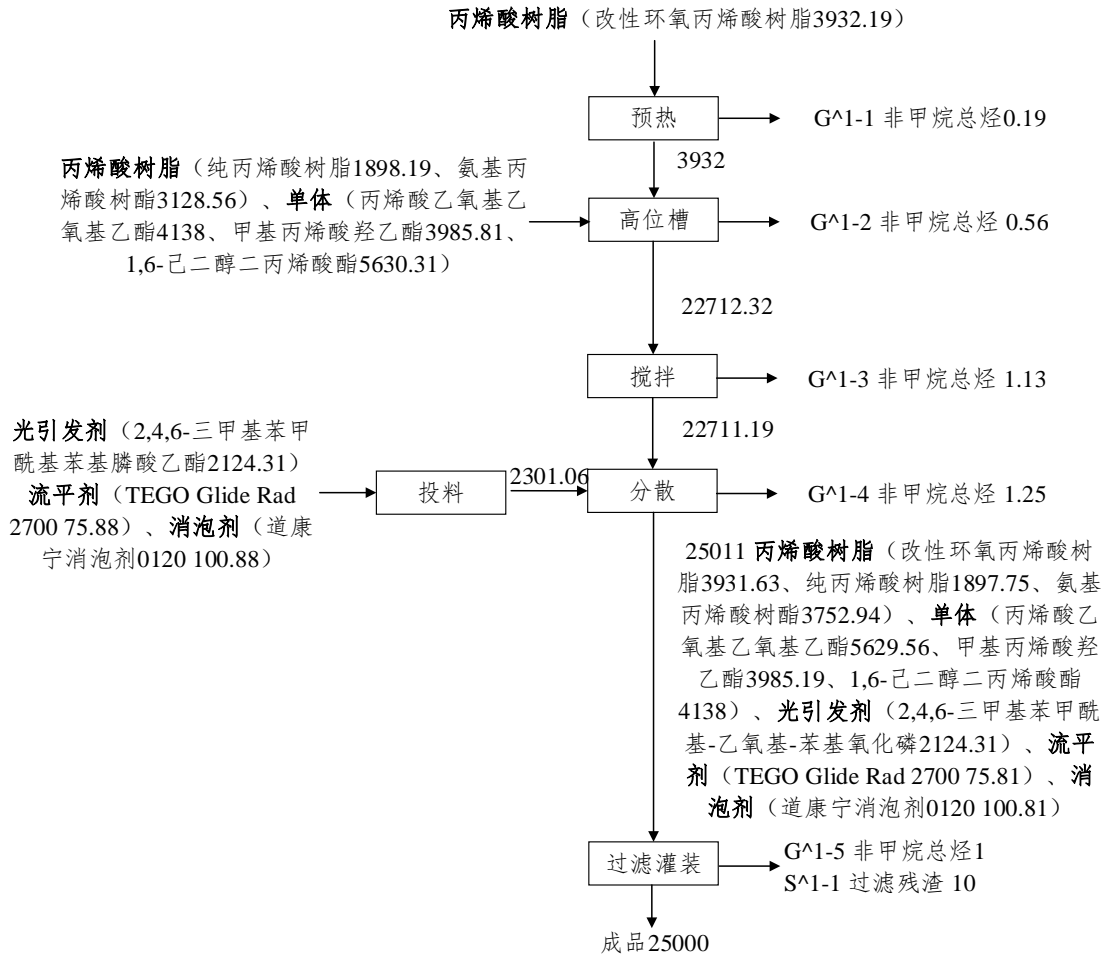 丙烯酸树脂（改性环氧丙烯酸树脂3932.19）
预热
G^1-1 非甲烷总烃0.19
3932
丙烯酸树脂（纯丙烯酸树脂1898.19、氨基丙
烯酸树酯3128.56）、单体（丙烯酸乙氧基乙
氧基乙酯4138、甲基丙烯酸羟乙酯3985.81、
1,6-己二醇二丙烯酸酯5630.31）
高位槽
G^1-2 非甲烷总烃 0.56
22712.32
搅拌
G^1-3 非甲烷总烃 1.13
22711.19
光引发剂（2,4,6-三甲基苯甲
酰基苯基膦酸乙酯2124.31）
流平剂（TEGO Glide Rad
2700 75.88）、消泡剂（道康
宁消泡剂0120 100.88）
投料
2301.06
分散
G^1-4 非甲烷总烃 1.25
25011 丙烯酸树脂（改性环氧丙烯酸树
脂3931.63、纯丙烯酸树脂1897.75、氨基
丙烯酸树酯3752.94）、单体（丙烯酸乙
氧基乙氧基乙酯5629.56、甲基丙烯酸羟
乙酯3985.19、1,6-己二醇二丙烯酸酯
4138）、光引发剂（2,4,6-三甲基苯甲酰
基-乙氧基-苯基氧化磷2124.31）、流平
剂（TEGO Glide Rad 2700 75.81）、消
泡剂（道康宁消泡剂0120 100.81）
过滤灌装
G^1-5 非甲烷总烃1
S^1-1 过滤残渣 10
成品25000